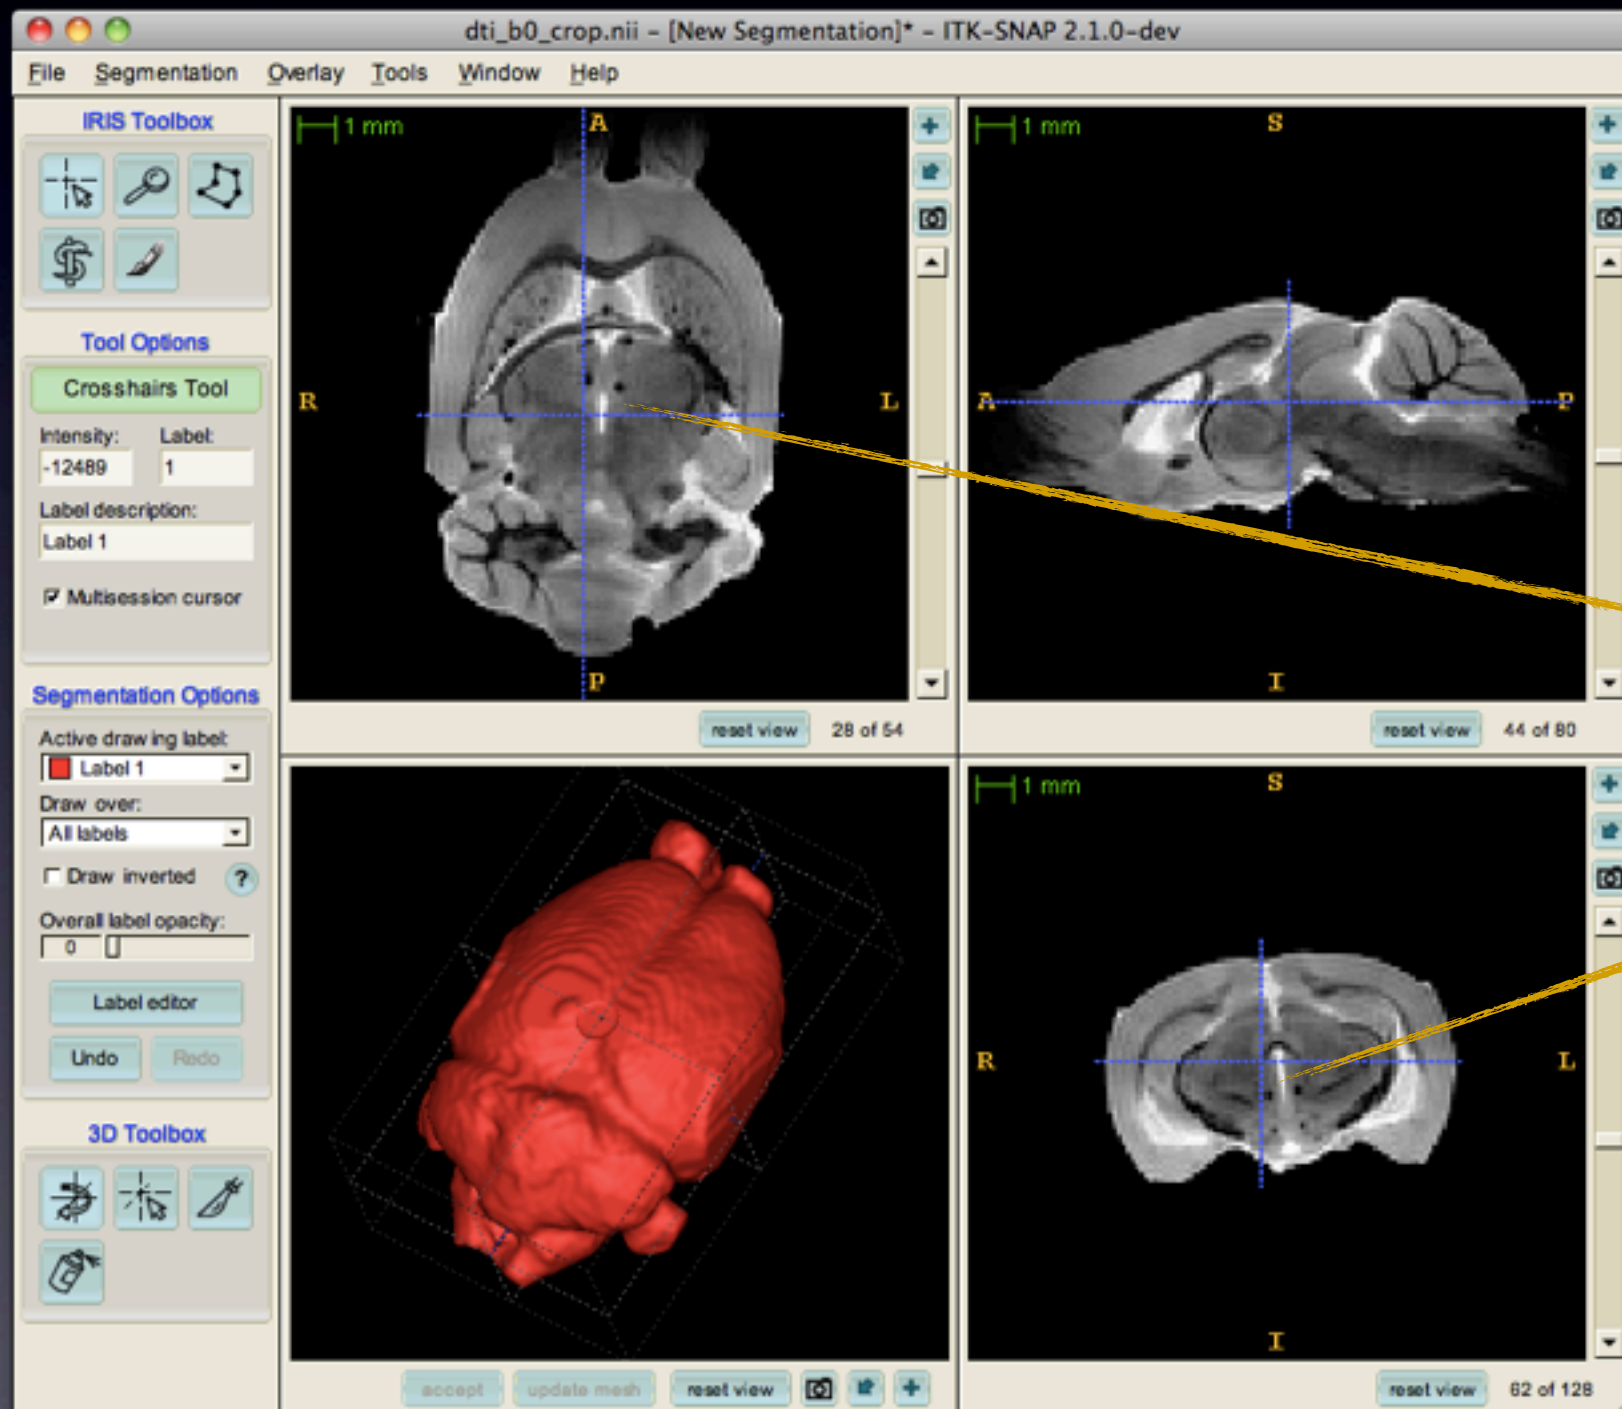 dti_b0_crop.nii - [New Segmentation]* - ITK-SNAP 2.1.0-dev
File Segmentation Overlay Tools Window Help
IRIS Toolbox
Tool Options
Crosshairs Tool
Intensity: Label:
-12489 1
Label description:
Label 1
Multisession cursor
Segmentation Options
Active drawing label:
Label 1
Draw over:
All labels
Draw inverted ?
Overall label opacity:
0
Label editor
Undo Redo
3D Toolbox
1 mm
A
R L
P
reset view 28 of 54
1 mm
S
A P
I
reset view 44 of 80
accept update mesh reset view
1 mm
S
R L
I
reset view 62 of 128